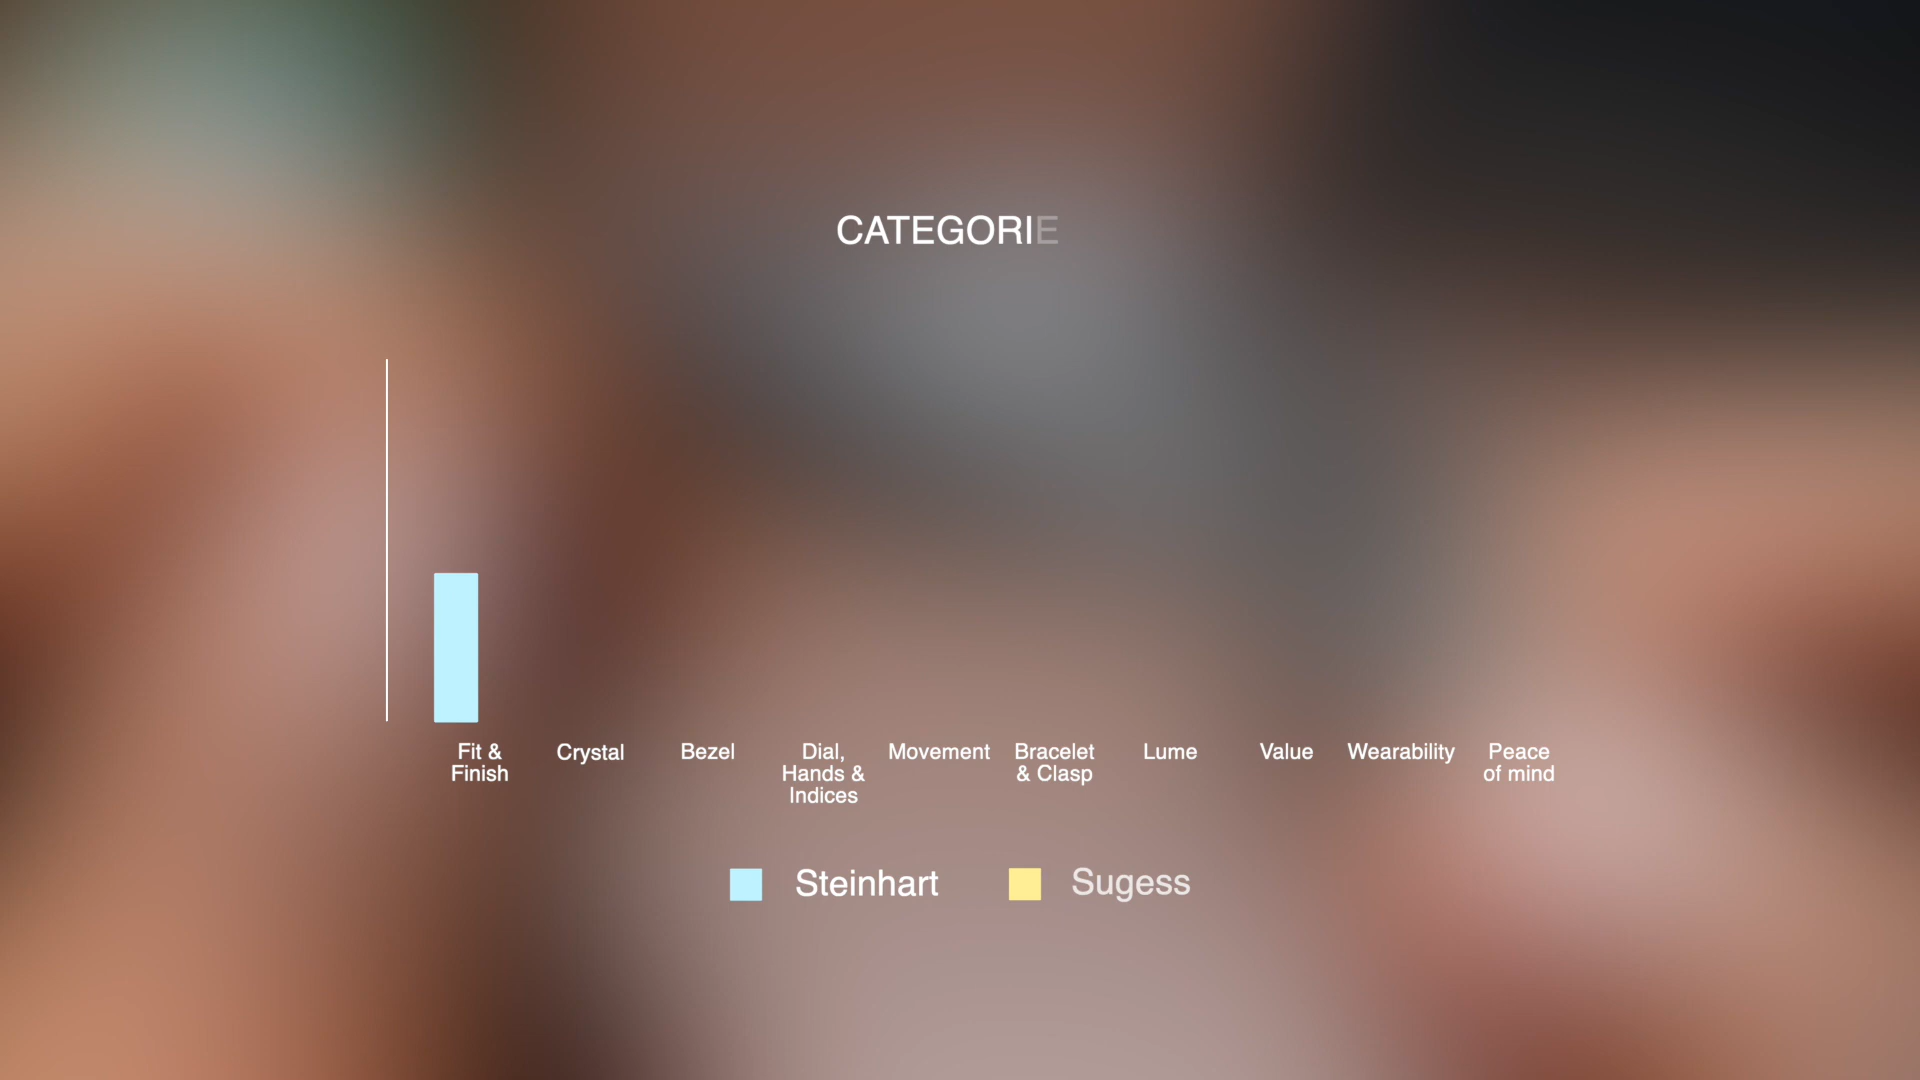 CATEGORIE
Fit &
Finish
Crystal
Bezel
Dial,
Hands &
Indices
Movement
Bracelet
& Clasp
Lume
Value
Wearability
Peace
of mind
Steinhart
Sugess